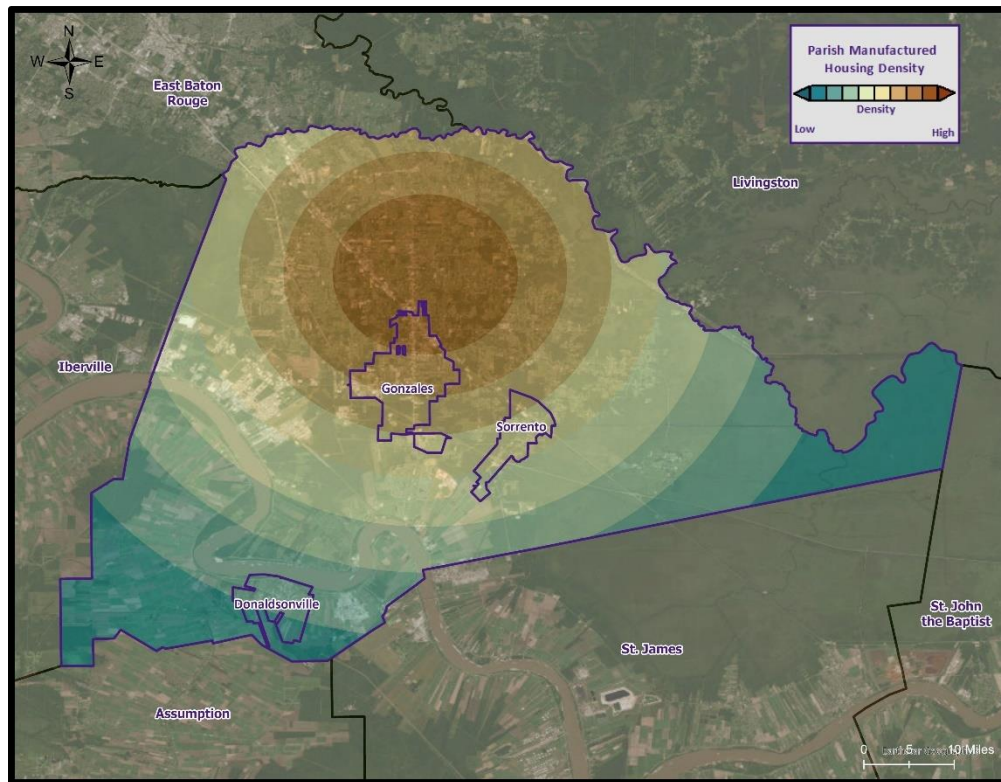 N
W E
S
East Baton
Rouge
Parish Manufactured
Housing Density
Density
Low High
Livingston
Iberville
Gonzales
Sorrento
Donaldsonville
St. John
the Baptist
St. James
Assumption
0 5 10 Miles